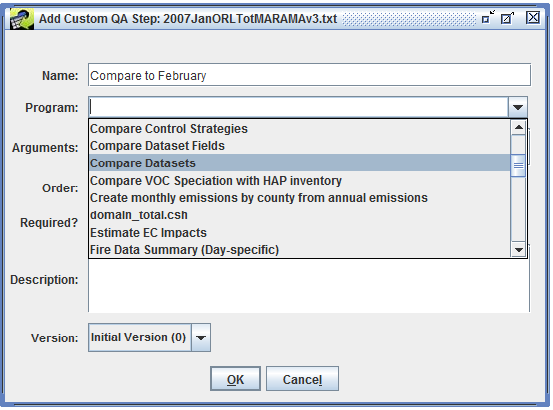 Add Custom QA Step: 2007JanORLTotMARAMAv3.txt
Name: Compare to February
Program:
Compare Control Strategies
Compare Dataset Fields
Arguments:
Compare Datasets
Compare VOC Speciation with HAP inventory
Order:
Create monthly emissions by county from annual emissions
domain_total.csh
Required?
Estimate EC Impacts
Fire Data Summary (Day-specific)
Description:
Version: Initial Version (0)
OK Cancel